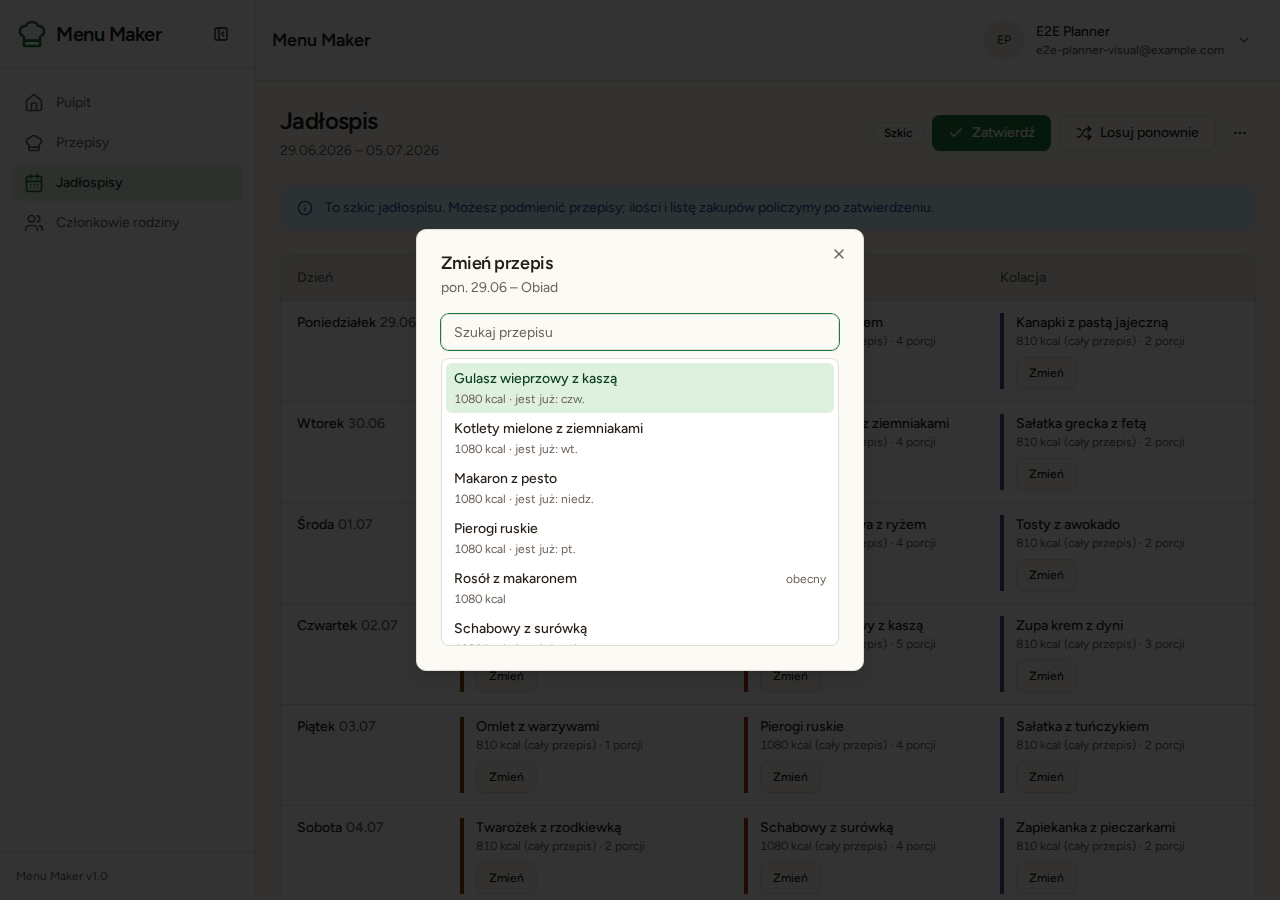 Menu Maker
Menu Maker
EP
E2E Planner
e2e-planner-visual@example.com
Pulpit
Przepisy
Jadłospisy
Członkowie rodziny
Menu Maker v1.0
Jadłospis
29.06.2026 – 05.07.2026
Szkic
Zatwierdź
Losuj ponownie
To szkic jadłospisu. Możesz podmienić przepisy; ilości i listę zakupów policzymy po zatwierdzeniu.
Dzień
Kolacja
Poniedziałek 29.06
Kanapki z pastą jajeczną
810 kcal (cały przepis) · 2 porcji
Zmień
Wtorek 30.06
z ziemniakami
· 4 porcji
Sałatka grecka z fetą
810 kcal (cały przepis) · 2 porcji
Zmień
Środa 01.07
z ryżem
· 4 porcji
Tosty z awokado
810 kcal (cały przepis) · 2 porcji
Zmień
Czwartek 02.07
z kaszą
· 5 porcji
Zmień
Zmień
Zupa krem z dyni
810 kcal (cały przepis) · 3 porcji
Zmień
Piątek 03.07
Omlet z warzywami
810 kcal (cały przepis) · 1 porcji
Zmień
Pierogi ruskie
1080 kcal (cały przepis) · 4 porcji
Zmień
Sałatka z tuńczykiem
810 kcal (cały przepis) · 2 porcji
Zmień
Sobota 04.07
Twarożek z rzodkiewką
810 kcal (cały przepis) · 2 porcji
Zmień
Schabowy z surówką
1080 kcal (cały przepis) · 4 porcji
Zmień
Zapiekanka z pieczarkami
810 kcal (cały przepis) · 2 porcji
Zmień
Zmień przepis
pon. 29.06 – Obiad
Szukaj przepisu
Gulasz wieprzowy z kaszą
1080 kcal · jest już: czw.
Kotlety mielone z ziemniakami
1080 kcal · jest już: wt.
Makaron z pesto
1080 kcal · jest już: niedz.
Pierogi ruskie
1080 kcal · jest już: pt.
Rosół z makaronem
obecny
1080 kcal
Schabowy z surówką